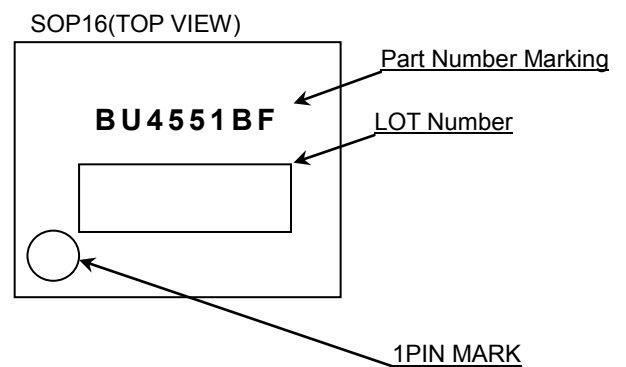 SOP16(TOP VIEW)
Part Number Marking
BU4551BF
LOT Number
1PIN MARK